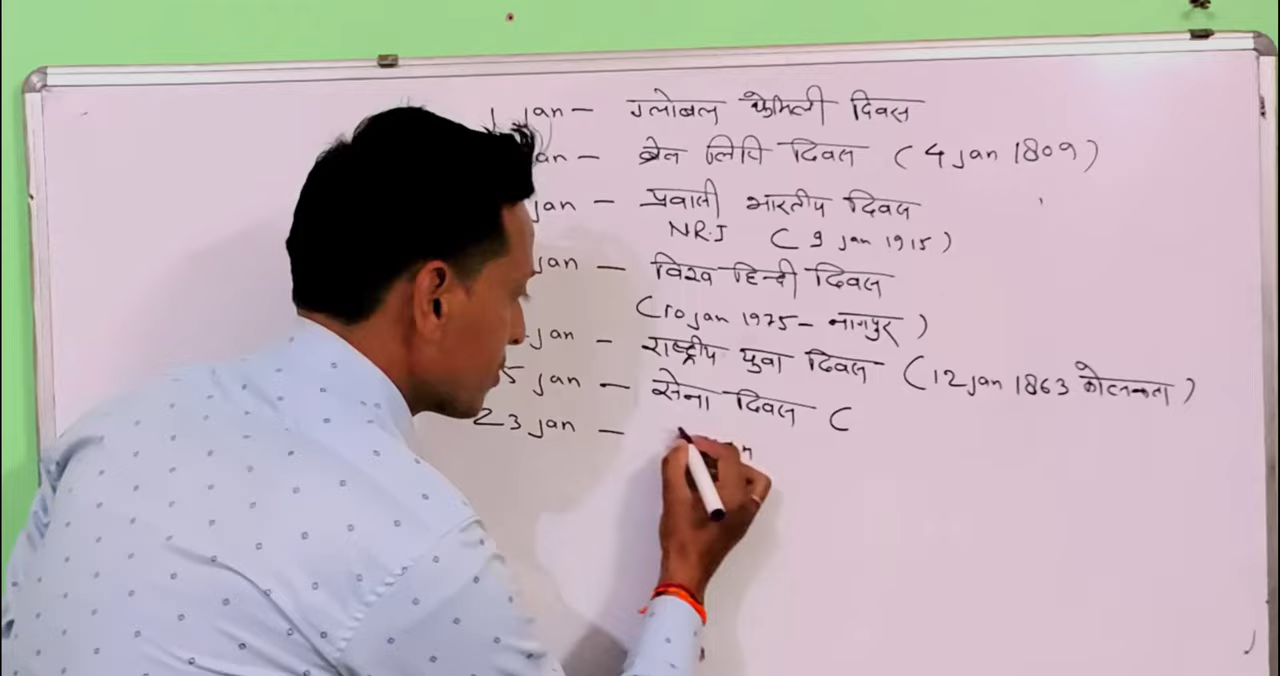 1 Jan – ग्लोबल फैमिली दिवस
an – ब्रेल लिपि दिवस (4 Jan 1809)
Jan – प्रवासी भारतीय दिवस
N.R.I (9 Jan 1915)
Jan – विश्व हिन्दी दिवस
(10 Jan 1975 – नागपुर)
Jan – राष्ट्रीय युवा दिवस (12 Jan 1863 कोलकता)
5 Jan – सेना दिवस (
23 Jan –